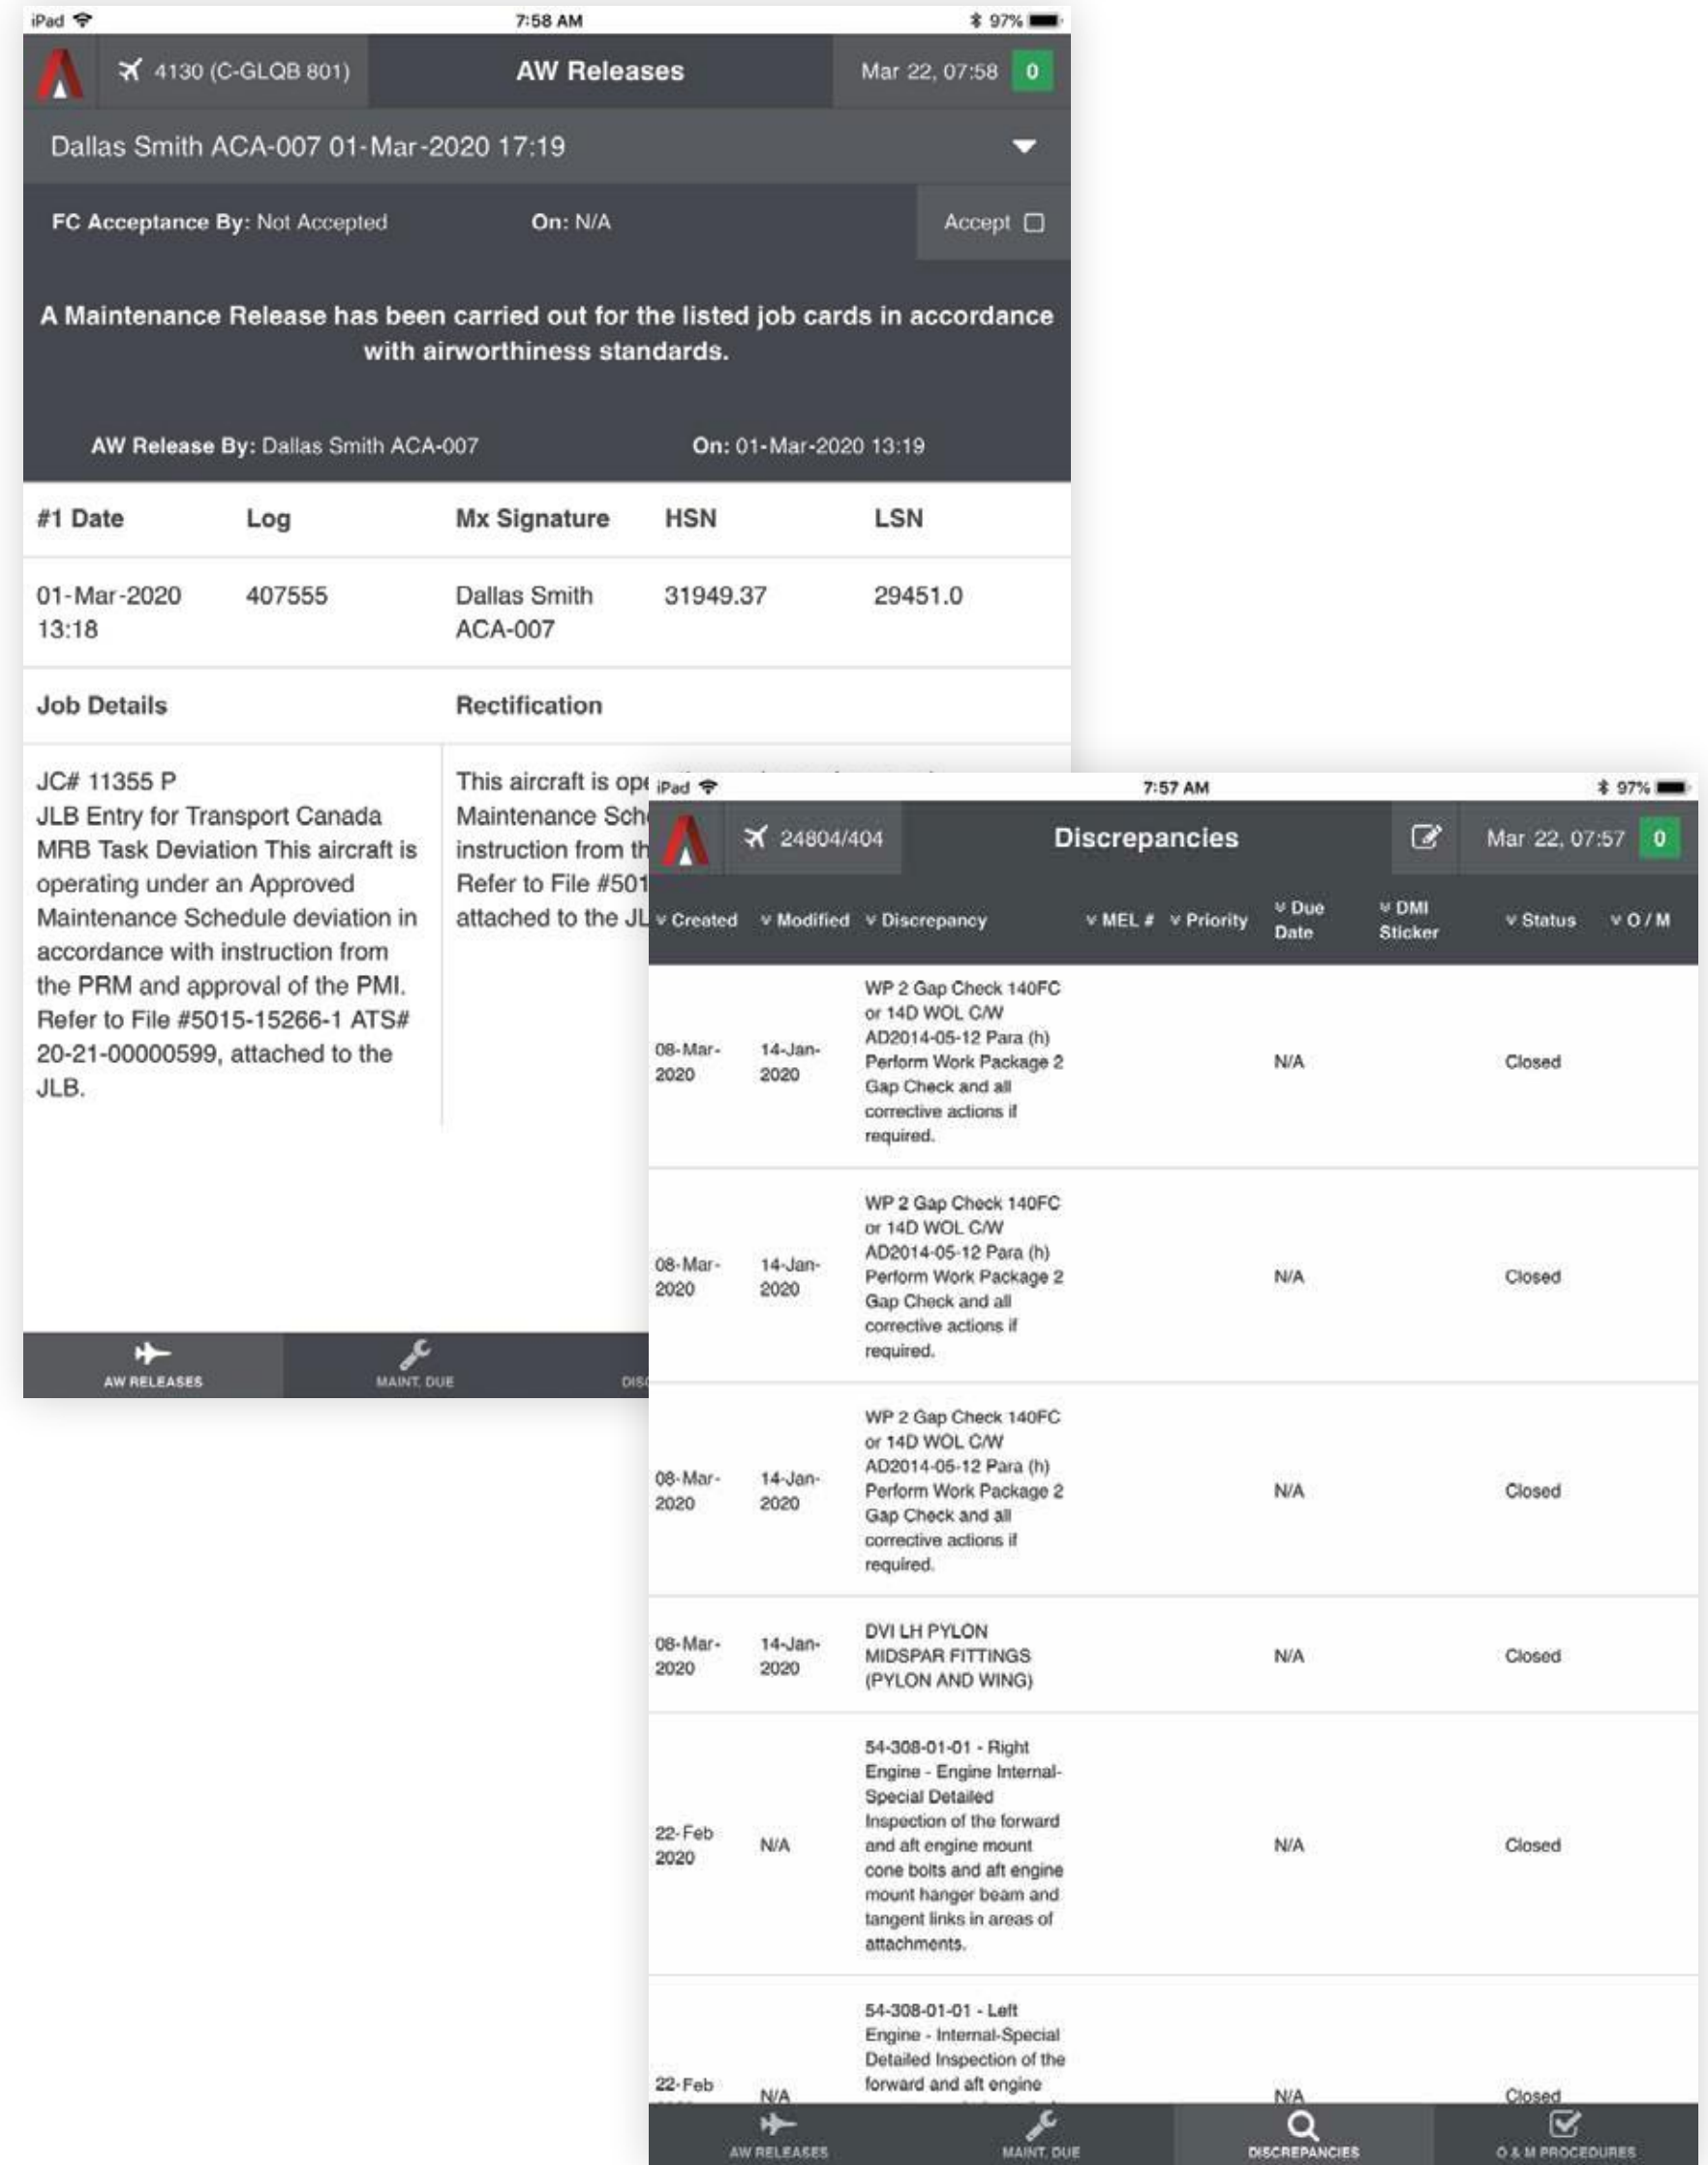 iPad 7:58 AM 97%
4130 (C-GLQB 801) AW Releases Mar 22, 07:58 0
Dallas Smith ACA-007 01-Mar-2020 17:19
FC Acceptance By: Not Accepted On: N/A Accept
A Maintenance Release has been carried out for the listed job cards in accordance
with airworthiness standards.
AW Release By: Dallas Smith ACA-007 On: 01-Mar-2020 13:19
#1 Date Log Mx Signature HSN LSN
01-Mar-2020 407555 Dallas Smith 31949.37 29451.0
13:18 ACA-007
Job Details Rectification
JC# 11355 P
JLB Entry for Transport Canada
MRB Task Deviation This aircraft is
operating under an Approved
Maintenance Schedule deviation in
accordance with instruction from
the PRM and approval of the PMI.
Refer to File #5015-15266-1 ATS#
20-21-00000599, attached to the
JLB.
This aircraft is
Maintenance
instruction from
Refer to File
attached to the
AW RELEASES MAINT. DUE
iPad 7:57 AM 97%
24804/404 Discrepancies Mar 22, 07:57 0
Created Modified Discrepancy MEL # Priority Due DMI Status O / M
Date Sticker
WP 2 Gap Check 140FC
or 14D WOL C/W
AD2014-05-12 Para (h)
08-Mar- 14-Jan- Perform Work Package 2 N/A Closed
2020 2020 Gap Check and all
corrective actions if
required.
WP 2 Gap Check 140FC
or 14D WOL C/W
AD2014-05-12 Para (h)
08-Mar- 14-Jan- Perform Work Package 2 N/A Closed
2020 2020 Gap Check and all
corrective actions if
required.
WP 2 Gap Check 140FC
or 14D WOL C/W
AD2014-05-12 Para (h)
08-Mar- 14-Jan- Perform Work Package 2 N/A Closed
2020 2020 Gap Check and all
corrective actions if
required.
DVI LH PYLON
08-Mar- 14-Jan- MIDSPAR FITTINGS N/A Closed
2020 2020 (PYLON AND WING)
54-308-01-01 - Right
Engine - Engine Internal-
Special Detailed
Inspection of the forward
22-Feb N/A and aft engine mount N/A Closed
2020 cone bolts and aft engine
mount hanger beam and
tangent links in areas of
attachments.
54-308-01-01 - Left
Engine - Internal-Special
Detailed Inspection of the
22-Feb forward and aft engine
N/A N/A Closed
AW RELEASES MAINT. DUE DISCREPANCIES O & M PROCEDURES